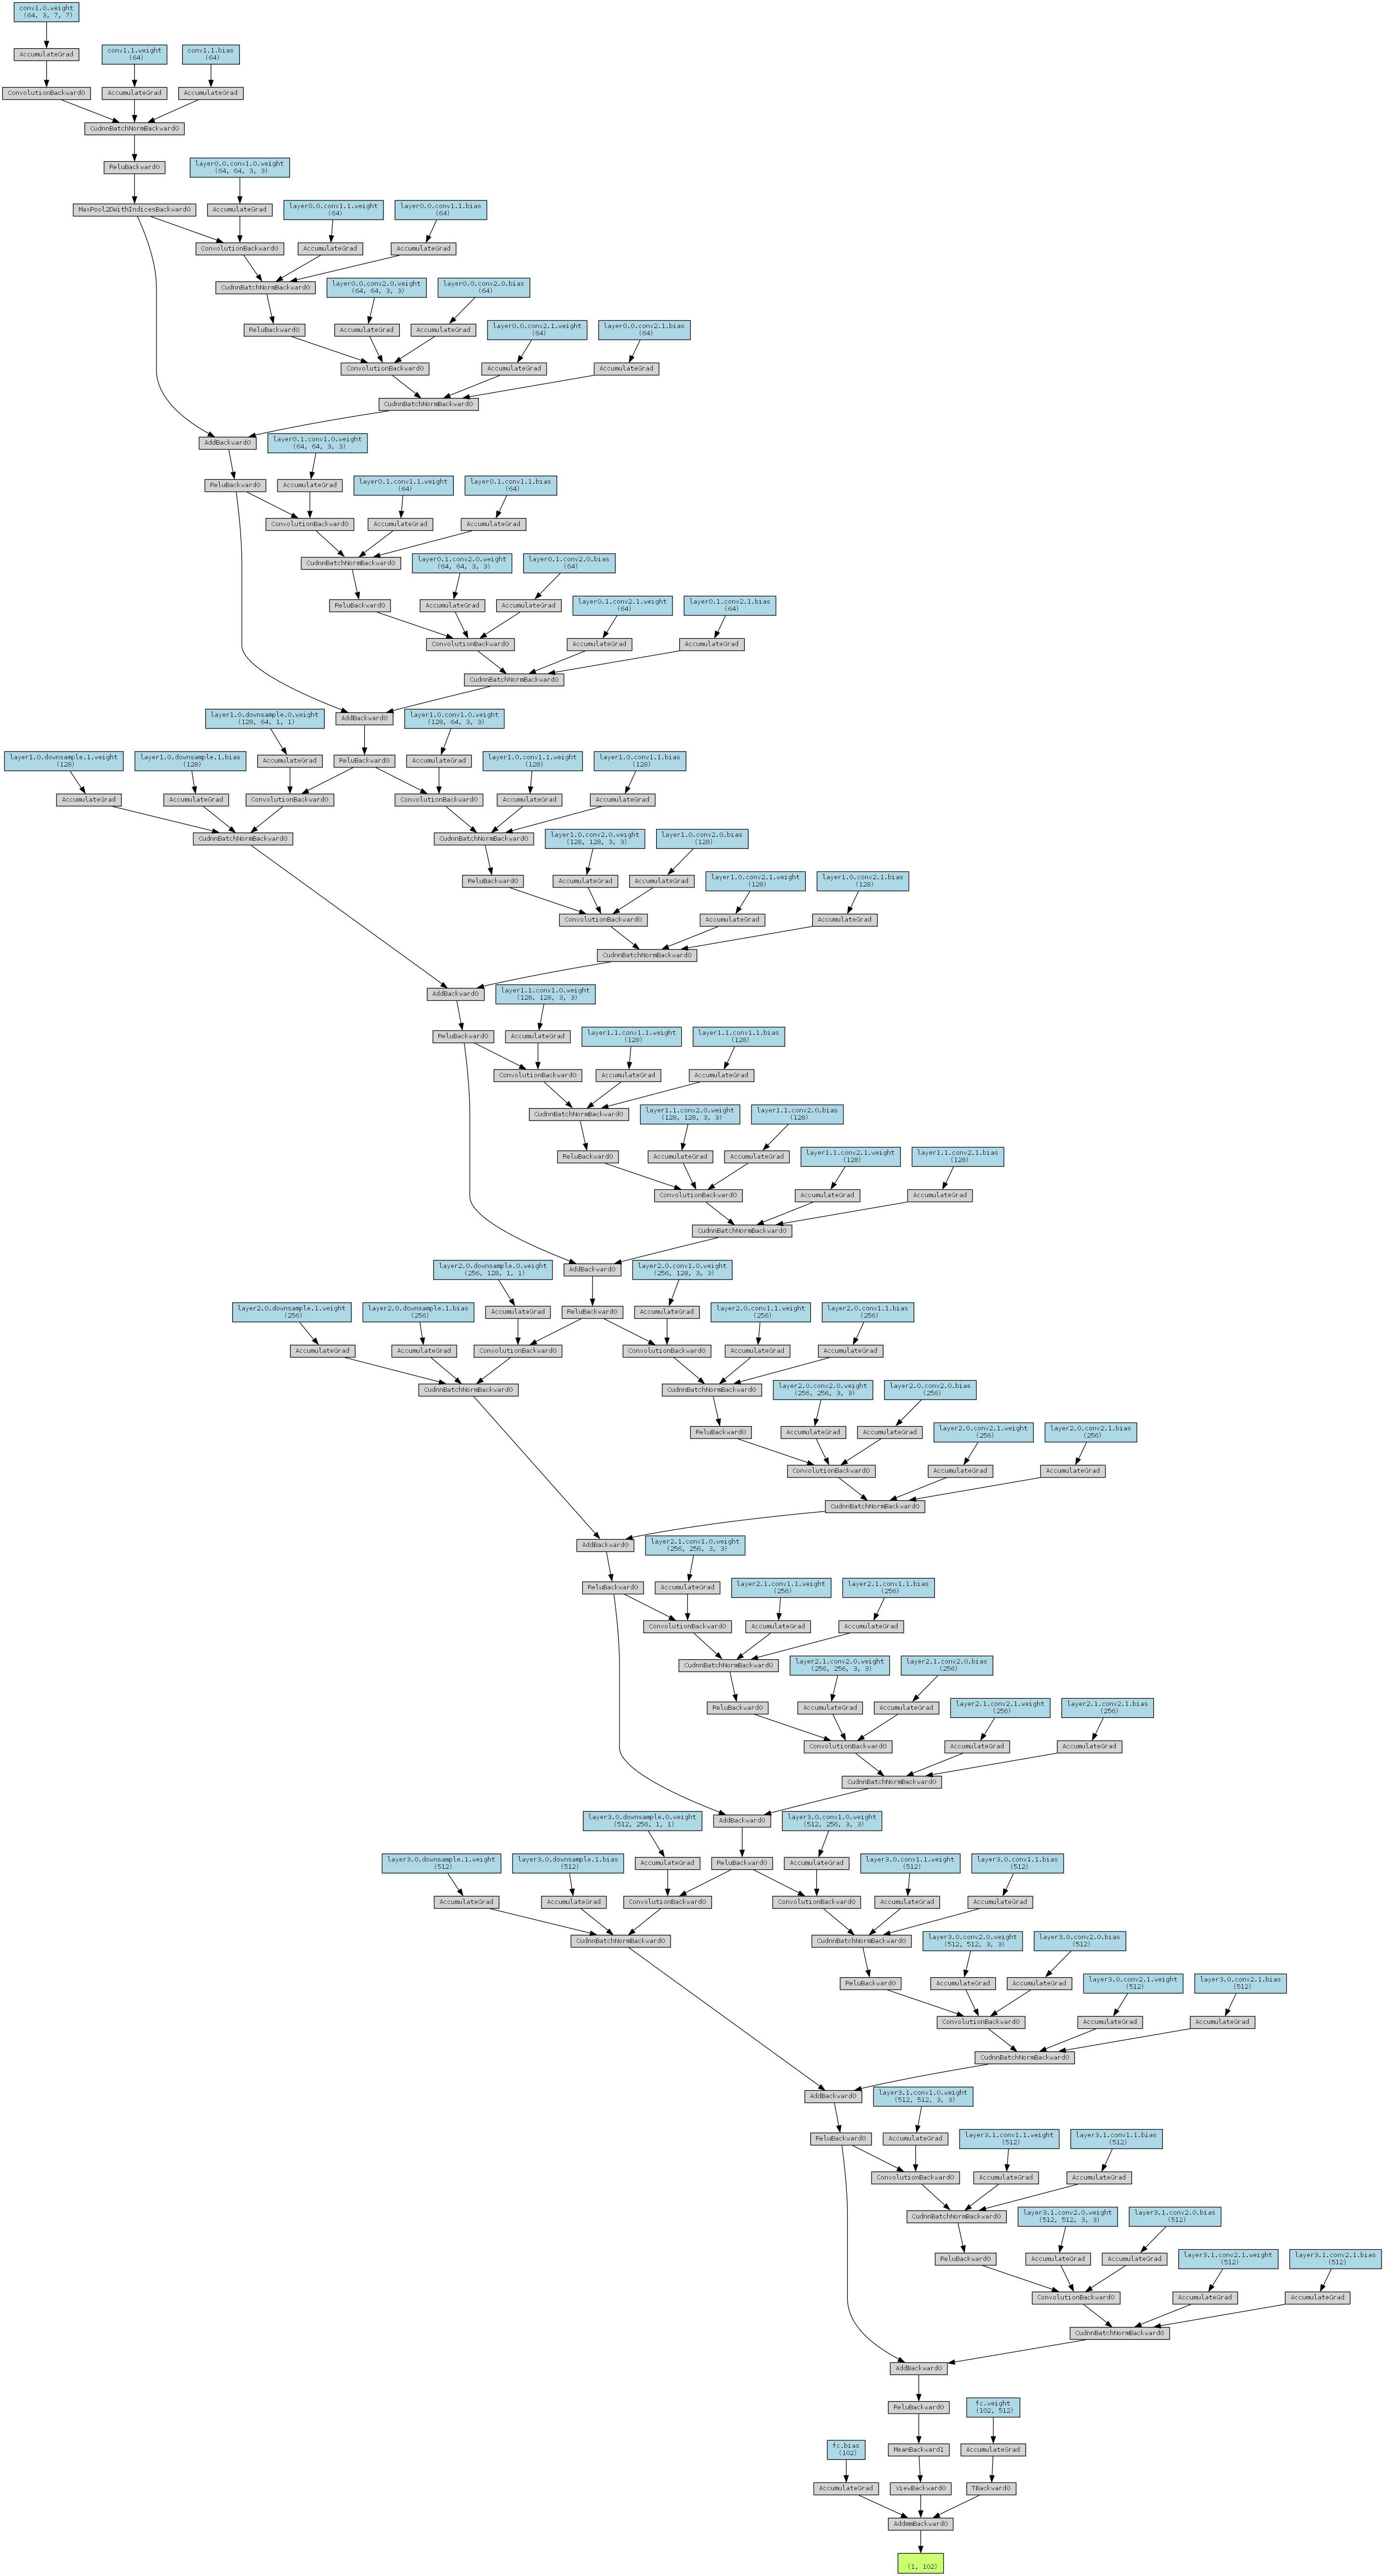 conv1.0.weight
(64, 3, 7, 7)
AccumulateGrad
conv1.1.weight
(64)
conv1.1.bias
(64)
ConvolutionBackward0
AccumulateGrad
AccumulateGrad
CudnnBatchNormBackward0
ReluBackward0
layer0.0.conv1.0.weight
(64, 64, 3, 3)
MaxPool2DWithIndicesBackward0
AccumulateGrad
layer0.0.conv1.1.weight
(64)
layer0.0.conv1.1.bias
(64)
ConvolutionBackward0
AccumulateGrad
AccumulateGrad
CudnnBatchNormBackward0
layer0.0.conv2.0.weight
(64, 64, 3, 3)
layer0.0.conv2.0.bias
(64)
ReluBackward0
AccumulateGrad
AccumulateGrad
layer0.0.conv2.1.weight
(64)
layer0.0.conv2.1.bias
(64)
ConvolutionBackward0
AccumulateGrad
AccumulateGrad
CudnnBatchNormBackward0
AddBackward0
layer0.1.conv1.0.weight
(64, 64, 3, 3)
ReluBackward0
AccumulateGrad
layer0.1.conv1.1.weight
(64)
layer0.1.conv1.1.bias
(64)
ConvolutionBackward0
AccumulateGrad
AccumulateGrad
CudnnBatchNormBackward0
layer0.1.conv2.0.weight
(64, 64, 3, 3)
layer0.1.conv2.0.bias
(64)
ReluBackward0
AccumulateGrad
AccumulateGrad
layer0.1.conv2.1.weight
(64)
layer0.1.conv2.1.bias
(64)
ConvolutionBackward0
AccumulateGrad
AccumulateGrad
CudnnBatchNormBackward0
layer1.0.downsample.0.weight
(128, 64, 1, 1)
AddBackward0
layer1.0.conv1.0.weight
(128, 64, 3, 3)
layer1.0.downsample.1.weight
(128)
layer1.0.downsample.1.bias
(128)
AccumulateGrad
ReluBackward0
AccumulateGrad
layer1.0.conv1.1.weight
(128)
layer1.0.conv1.1.bias
(128)
AccumulateGrad
AccumulateGrad
ConvolutionBackward0
ConvolutionBackward0
AccumulateGrad
AccumulateGrad
CudnnBatchNormBackward0
CudnnBatchNormBackward0
layer1.0.conv2.0.weight
(128, 128, 3, 3)
layer1.0.conv2.0.bias
(128)
ReluBackward0
AccumulateGrad
AccumulateGrad
layer1.0.conv2.1.weight
(128)
layer1.0.conv2.1.bias
(128)
ConvolutionBackward0
AccumulateGrad
AccumulateGrad
CudnnBatchNormBackward0
AddBackward0
layer1.1.conv1.0.weight
(128, 128, 3, 3)
ReluBackward0
AccumulateGrad
layer1.1.conv1.1.weight
(128)
layer1.1.conv1.1.bias
(128)
ConvolutionBackward0
AccumulateGrad
AccumulateGrad
CudnnBatchNormBackward0
layer1.1.conv2.0.weight
(128, 128, 3, 3)
layer1.1.conv2.0.bias
(128)
ReluBackward0
AccumulateGrad
AccumulateGrad
layer1.1.conv2.1.weight
(128)
layer1.1.conv2.1.bias
(128)
ConvolutionBackward0
AccumulateGrad
AccumulateGrad
CudnnBatchNormBackward0
layer2.0.downsample.0.weight
(256, 128, 1, 1)
AddBackward0
layer2.0.conv1.0.weight
(256, 128, 3, 3)
layer2.0.downsample.1.weight
(256)
layer2.0.downsample.1.bias
(256)
AccumulateGrad
ReluBackward0
AccumulateGrad
layer2.0.conv1.1.weight
(256)
layer2.0.conv1.1.bias
(256)
AccumulateGrad
AccumulateGrad
ConvolutionBackward0
ConvolutionBackward0
AccumulateGrad
AccumulateGrad
CudnnBatchNormBackward0
CudnnBatchNormBackward0
layer2.0.conv2.0.weight
(256, 256, 3, 3)
layer2.0.conv2.0.bias
(256)
ReluBackward0
AccumulateGrad
AccumulateGrad
layer2.0.conv2.1.weight
(256)
layer2.0.conv2.1.bias
(256)
ConvolutionBackward0
AccumulateGrad
AccumulateGrad
CudnnBatchNormBackward0
AddBackward0
layer2.1.conv1.0.weight
(256, 256, 3, 3)
ReluBackward0
AccumulateGrad
layer2.1.conv1.1.weight
(256)
layer2.1.conv1.1.bias
(256)
ConvolutionBackward0
AccumulateGrad
AccumulateGrad
CudnnBatchNormBackward0
layer2.1.conv2.0.weight
(256, 256, 3, 3)
layer2.1.conv2.0.bias
(256)
ReluBackward0
AccumulateGrad
AccumulateGrad
layer2.1.conv2.1.weight
(256)
layer2.1.conv2.1.bias
(256)
ConvolutionBackward0
AccumulateGrad
AccumulateGrad
CudnnBatchNormBackward0
layer3.0.downsample.0.weight
(512, 256, 1, 1)
AddBackward0
layer3.0.conv1.0.weight
(512, 256, 3, 3)
layer3.0.downsample.1.weight
(512)
layer3.0.downsample.1.bias
(512)
AccumulateGrad
ReluBackward0
AccumulateGrad
layer3.0.conv1.1.weight
(512)
layer3.0.conv1.1.bias
(512)
AccumulateGrad
AccumulateGrad
ConvolutionBackward0
ConvolutionBackward0
AccumulateGrad
AccumulateGrad
CudnnBatchNormBackward0
CudnnBatchNormBackward0
layer3.0.conv2.0.weight
(512, 512, 3, 3)
layer3.0.conv2.0.bias
(512)
ReluBackward0
AccumulateGrad
AccumulateGrad
layer3.0.conv2.1.weight
(512)
layer3.0.conv2.1.bias
(512)
ConvolutionBackward0
AccumulateGrad
AccumulateGrad
CudnnBatchNormBackward0
AddBackward0
layer3.1.conv1.0.weight
(512, 512, 3, 3)
ReluBackward0
AccumulateGrad
layer3.1.conv1.1.weight
(512)
layer3.1.conv1.1.bias
(512)
ConvolutionBackward0
AccumulateGrad
AccumulateGrad
CudnnBatchNormBackward0
layer3.1.conv2.0.weight
(512, 512, 3, 3)
layer3.1.conv2.0.bias
(512)
ReluBackward0
AccumulateGrad
AccumulateGrad
layer3.1.conv2.1.weight
(512)
layer3.1.conv2.1.bias
(512)
ConvolutionBackward0
AccumulateGrad
AccumulateGrad
CudnnBatchNormBackward0
AddBackward0
ReluBackward0
fc.weight
(102, 512)
fc.bias
(102)
MeanBackward1
AccumulateGrad
AccumulateGrad
ViewBackward0
TBackward0
AddmmBackward0
(1, 102)